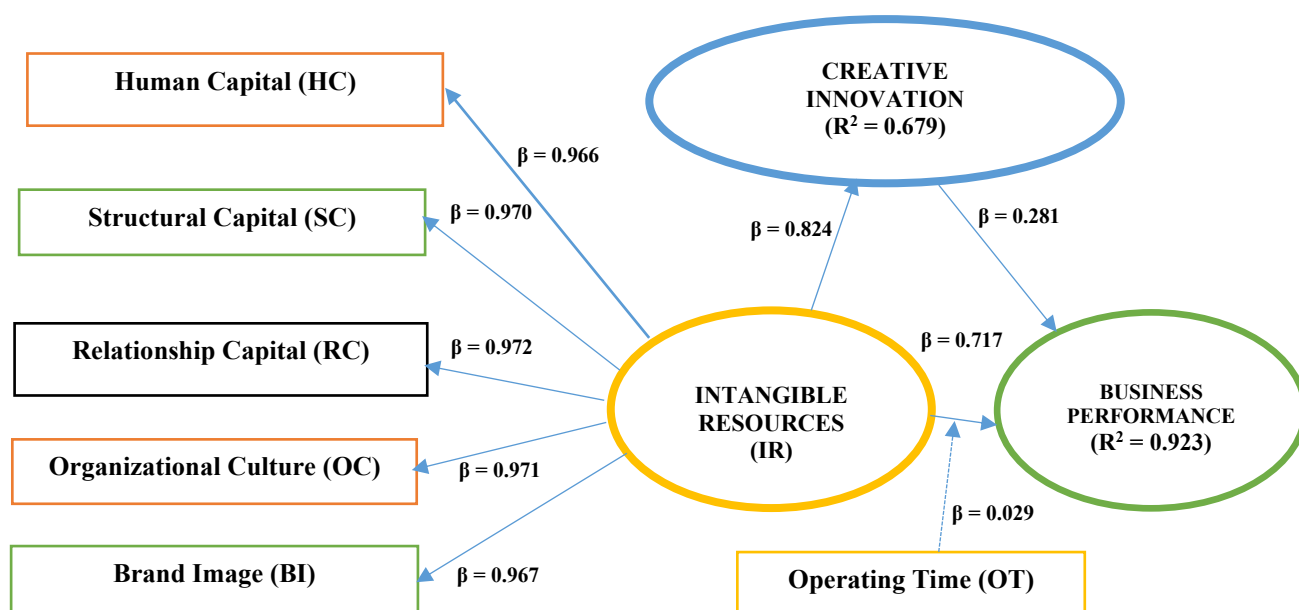 Human Capital (HC)
β = 0.966
Structural Capital (SC)
β = 0.970
Relationship Capital (RC)
β = 0.972
Organizational Culture (OC)
β = 0.971
Brand Image (BI)
β = 0.967
INTANGIBLE
RESOURCES
(IR)
CREATIVE
INNOVATION
(R² = 0.679)
β = 0.824
β = 0.281
β = 0.717
BUSINESS
PERFORMANCE
(R² = 0.923)
β = 0.029
Operating Time (OT)